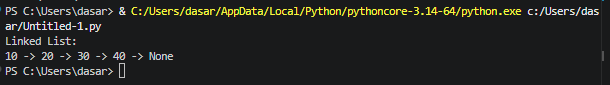 PS C:\Users\dasar> & C:/Users/dasar/AppData/Local/Python/pythoncore-3.14-64/python.exe c:/Users/das
ar/Untitled-1.py
Linked List:
10 -> 20 -> 30 -> 40 -> None
PS C:\Users\dasar>